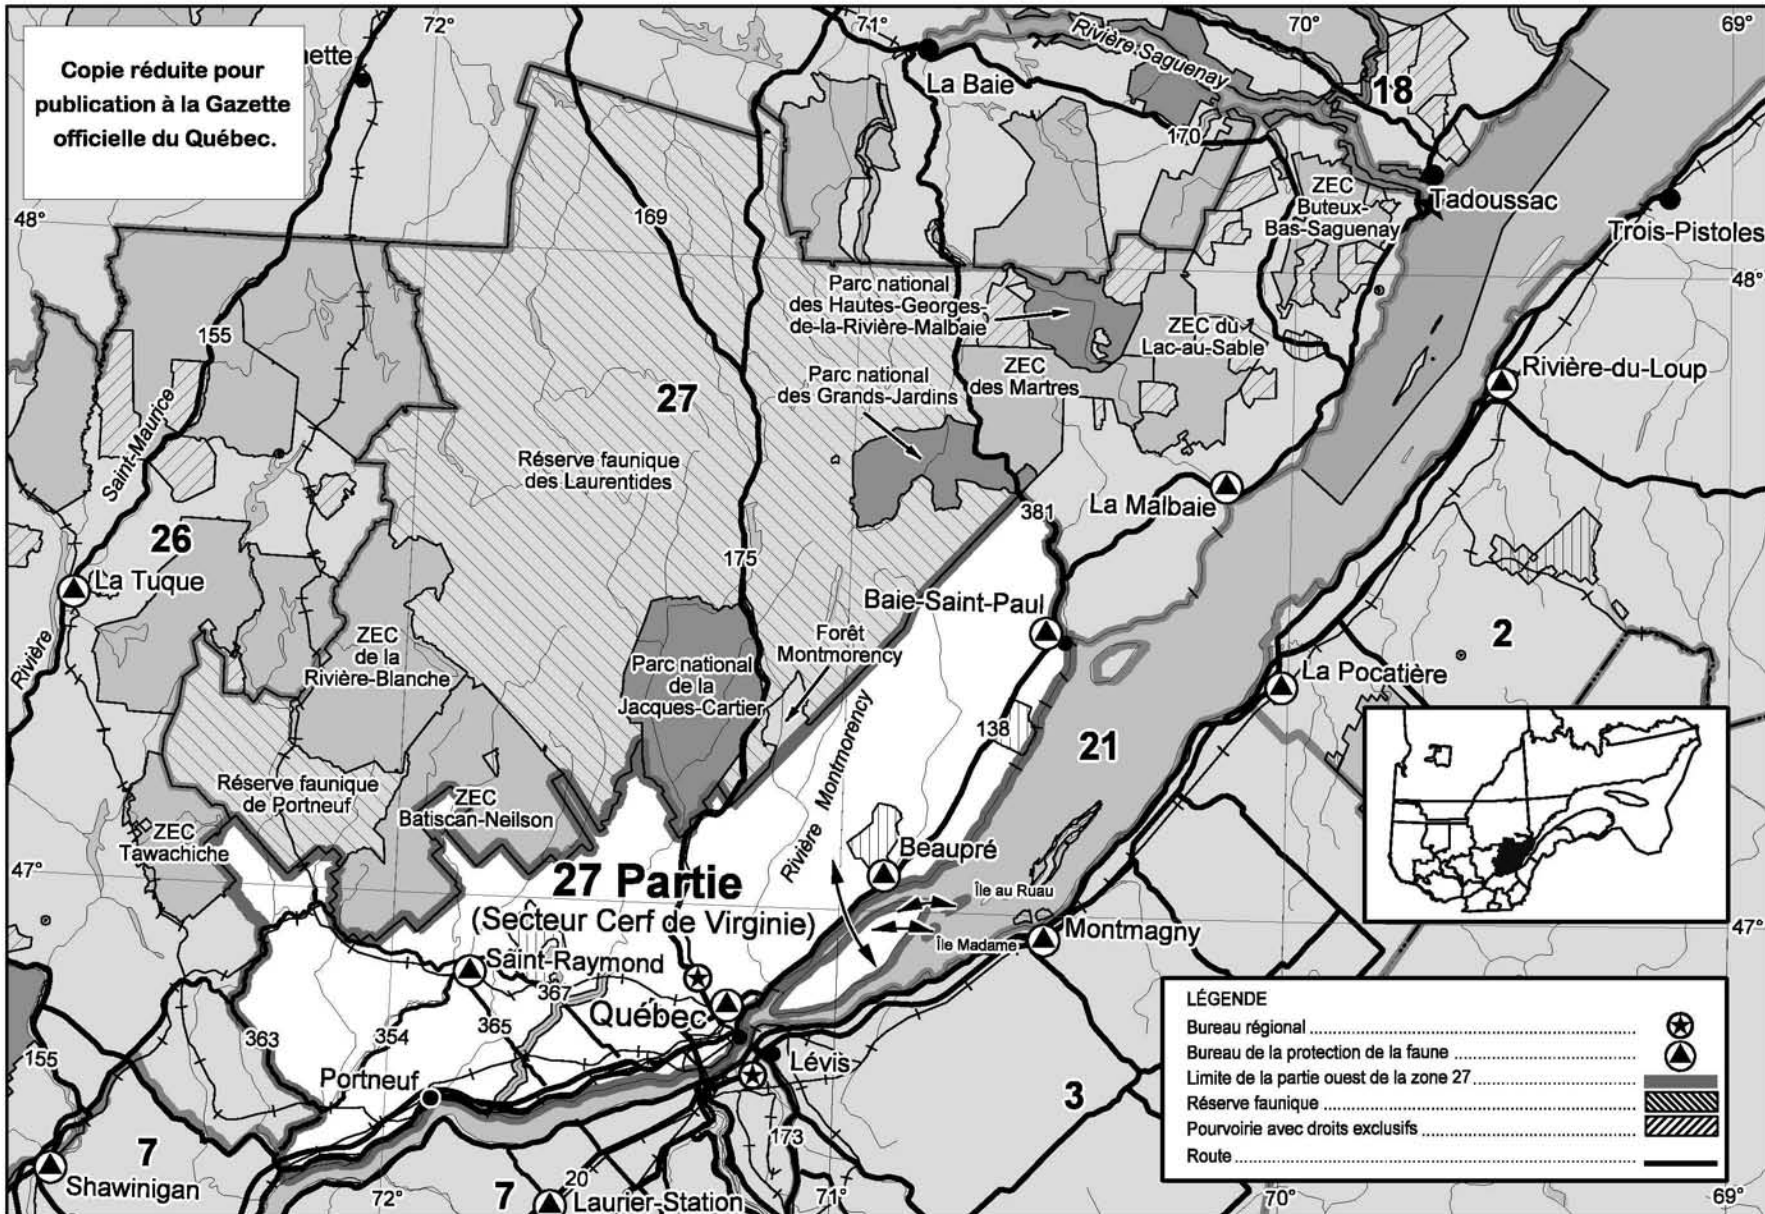 Copie réduite pour
publication à la Gazette
officielle du Québec.
nette
72°
71°
70°
69°
Rivière Saguenay
La Baie
18
170
ZEC
Buteux-
Bas-Saguenay
Tadoussac
Trois-Pistoles
48°
48°
169
Parc national
des Hautes-Georges-
de-la-Rivière-Malbaie
ZEC du
Lac-au-Sable
155
Rivière-du-Loup
27
Parc national
des Grands-Jardins
ZEC
des Martres
Saint-Maurice
Rivière
Réserve faunique
des Laurentides
La Malbaie
381
26
175
La Tuque
Baie-Saint-Paul
2
ZEC
de la
Rivière-Blanche
Forêt
Montmorency
Parc national
de la
Jacques-Cartier
La Pocatière
138
21
Rivière Montmorency
Réserve faunique
de Portneuf
ZEC
Batiscan-Neilson
ZEC
Tawachiche
Beaupré
47°
47°
27 Partie
(Secteur Cerf de Virginie)
Île au Ruau
Île Madame
Montmagny
Saint-Raymond
367
Québec
363
354
365
155
Lévis
Portneuf
3
173
7
Shawinigan
72°
7
20
Laurier-Station
71°
70°
69°
LÉGENDE
Bureau régional
Bureau de la protection de la faune
Limite de la partie ouest de la zone 27
Réserve faunique
Pourvoirie avec droits exclusifs
Route